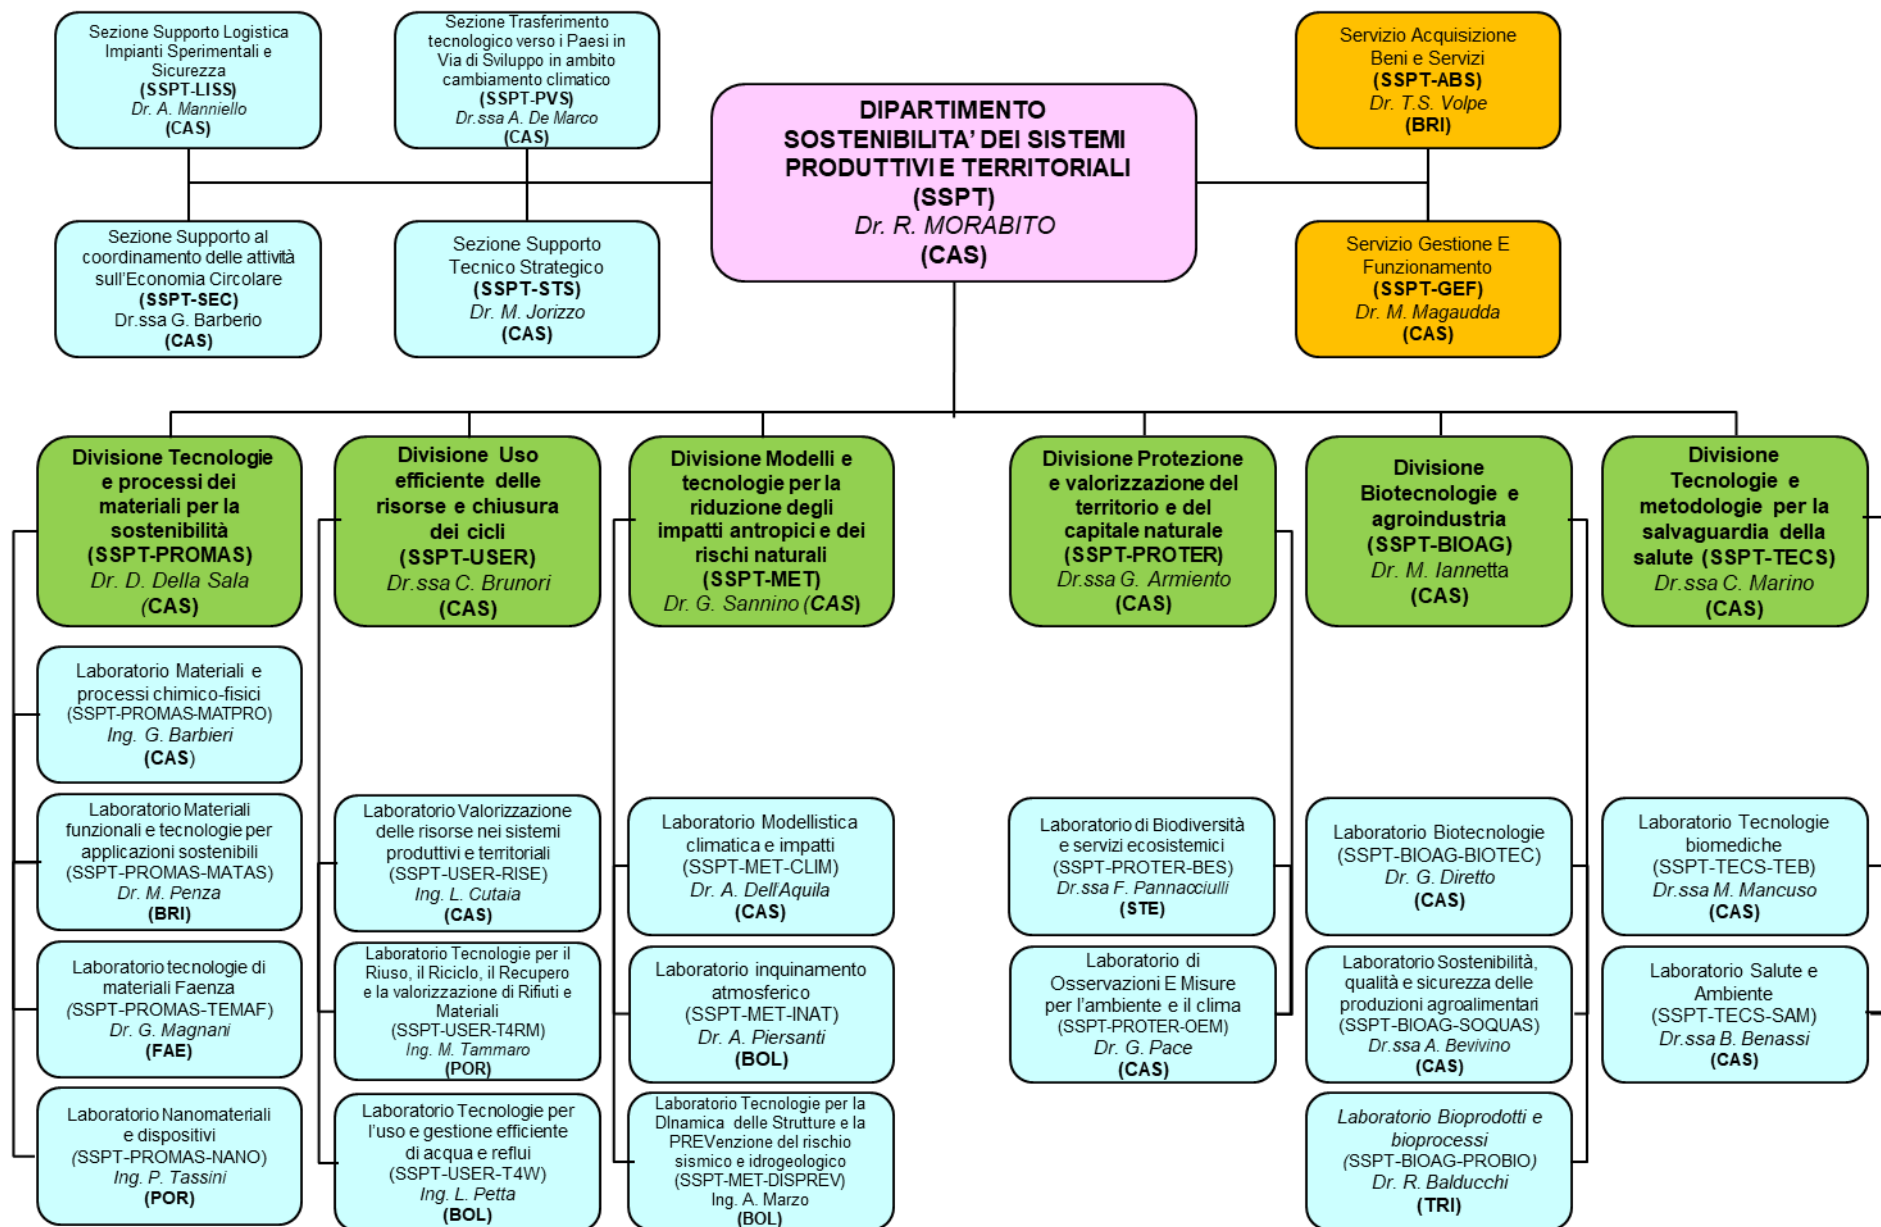 Sezione Supporto Logistica
Impianti Sperimentali e
Sicurezza
(SSPT-LISS)
Dr. A. Manniello
(CAS)
Sezione Trasferimento
tecnologico verso i Paesi in
Via di Sviluppo in ambito
cambiamento climatico
(SSPT-PVS)
Dr.ssa A. De Marco
(CAS)
DIPARTIMENTO
SOSTENIBILITA' DEI SISTEMI
PRODUTTIVI E TERRITORIALI
(SSPT)
Dr. R. MORABITO
(CAS)
Servizio Acquisizione
Beni e Servizi
(SSPT-ABS)
Dr. T.S. Volpe
(BRI)
Sezione Supporto al
coordinamento delle attività
sull'Economia Circolare
(SSPT-SEC)
Dr.ssa G. Barberio
(CAS)
Sezione Supporto
Tecnico Strategico
(SSPT-STS)
Dr. M. Jorizzo
(CAS)
Servizio Gestione E
Funzionamento
(SSPT-GEF)
Dr. M. Magaudda
(CAS)
Divisione Tecnologie
e processi dei
materiali per la
sostenibilità
(SSPT-PROMAS)
Dr. D. Della Sala
(CAS)
Divisione Uso
efficiente delle
risorse e chiusura
dei cicli
(SSPT-USER)
Dr.ssa C. Brunori
(CAS)
Divisione Modelli e
tecnologie per la
riduzione degli
impatti antropici e dei
rischi naturali
(SSPT-MET)
Dr. G. Sannino (CAS)
Divisione Protezione
e valorizzazione del
territorio e del
capitale naturale
(SSPT-PROTER)
Dr.ssa G. Armiento
(CAS)
Divisione
Biotecnologie e
agroindustria
(SSPT-BIOAG)
Dr. M. Iannetta
(CAS)
Divisione
Tecnologie e
metodologie per la
salvaguardia della
salute (SSPT-TECS)
Dr.ssa C. Marino
(CAS)
Laboratorio Materiali e
processi chimico-fisici
(SSPT-PROMAS-MATPRO)
Ing. G. Barbieri
(CAS)
Laboratorio Materiali
funzionali e tecnologie per
applicazioni sostenibili
(SSPT-PROMAS-MATAS)
Dr. M. Penza
(BRI)
Laboratorio tecnologie di
materiali Faenza
(SSPT-PROMAS-TEMAF)
Dr. G. Magnani
(FAE)
Laboratorio Nanomateriali
e dispositivi
(SSPT-PROMAS-NANO)
Ing. P. Tassini
(POR)
Laboratorio Valorizzazione
delle risorse nei sistemi
produttivi e territoriali
(SSPT-USER-RISE)
Ing. L. Cutaia
(CAS)
Laboratorio Tecnologie per il
Riuso, il Riciclo, il Recupero
e la valorizzazione di Rifiuti e
Materiali
(SSPT-USER-T4RM)
Ing. M. Tammaro
(POR)
Laboratorio Tecnologie per
l'uso e gestione efficiente
di acqua e reflui
(SSPT-USER-T4W)
Ing. L. Petta
(BOL)
Laboratorio Modellistica
climatica e impatti
(SSPT-MET-CLIM)
Dr. A. Dell'Aquila
(CAS)
Laboratorio inquinamento
atmosferico
(SSPT-MET-INAT)
Dr. A. Piersanti
(BOL)
Laboratorio Tecnologie per la
DInamica delle Strutture e la
PREVenzione del rischio
sismico e idrogeologico
(SSPT-MET-DISPREV)
Ing. A. Marzo
(BOL)
Laboratorio di Biodiversità
e servizi ecosistemici
(SSPT-PROTER-BES)
Dr.ssa F. Pannacciulli
(STE)
Laboratorio di
Osservazioni E Misure
per l'ambiente e il clima
(SSPT-PROTER-OEM)
Dr. G. Pace
(CAS)
Laboratorio Biotecnologie
(SSPT-BIOAG-BIOTEC)
Dr. G. Diretto
(CAS)
Laboratorio Sostenibilità,
qualità e sicurezza delle
produzioni agroalimentari
(SSPT-BIOAG-SOQUAS)
Dr.ssa A. Bevivino
(CAS)
Laboratorio Bioprodotti e
bioprocessi
(SSPT-BIOAG-PROBIO)
Dr. R. Balducchi
(TRI)
Laboratorio Tecnologie
biomediche
(SSPT-TECS-TEB)
Dr.ssa M. Mancuso
(CAS)
Laboratorio Salute e
Ambiente
(SSPT-TECS-SAM)
Dr.ssa B. Benassi
(CAS)